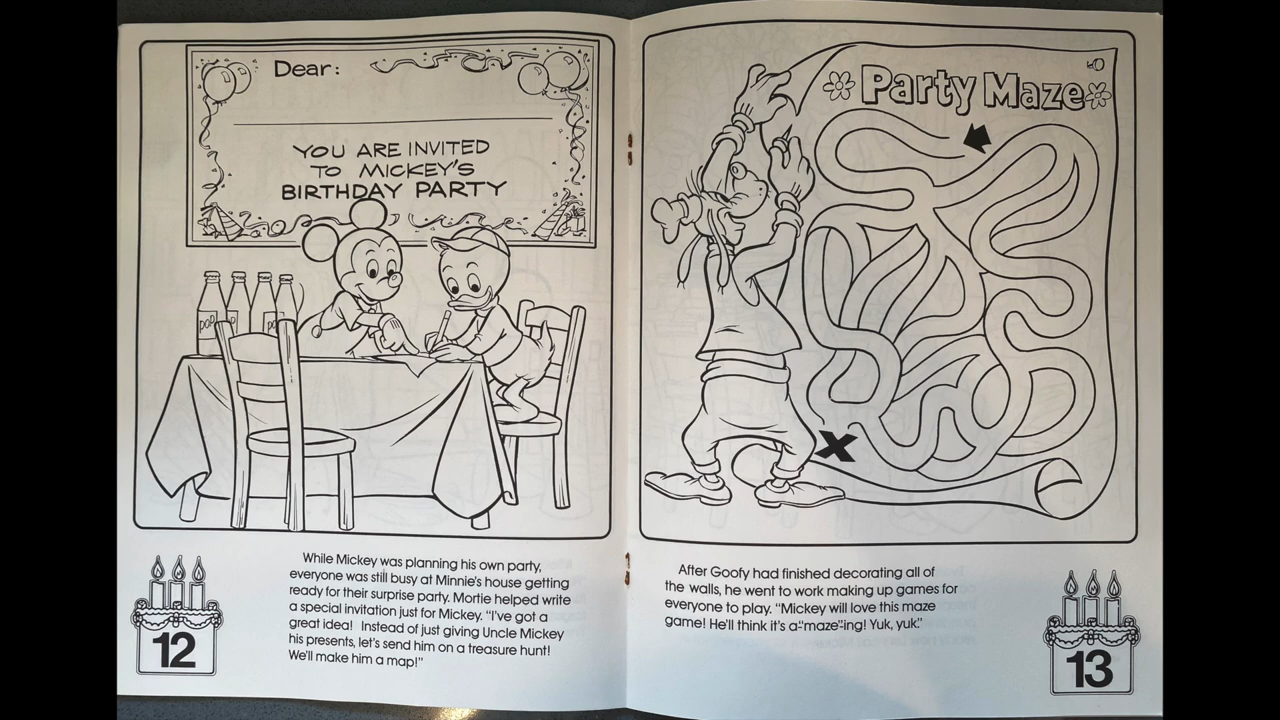 Dear:
YOU ARE INVITED
TO MICKEY'S
BIRTHDAY PARTY
POP
While Mickey was planning his own party,
everyone was still busy at Minnie's house getting
ready for their surprise party. Mortie helped write
a special invitation just for Mickey. "I've got a
great idea! Instead of just giving Uncle Mickey
his presents, let's send him on a treasure hunt!
We'll make him a map!"
12
Party Maze
X
After Goofy had finished decorating all of
the walls, he went to work making up games for
everyone to play. "Mickey will love this maze
game! He'll think it's a-"maze"-ing! Yuk, yuk."
13